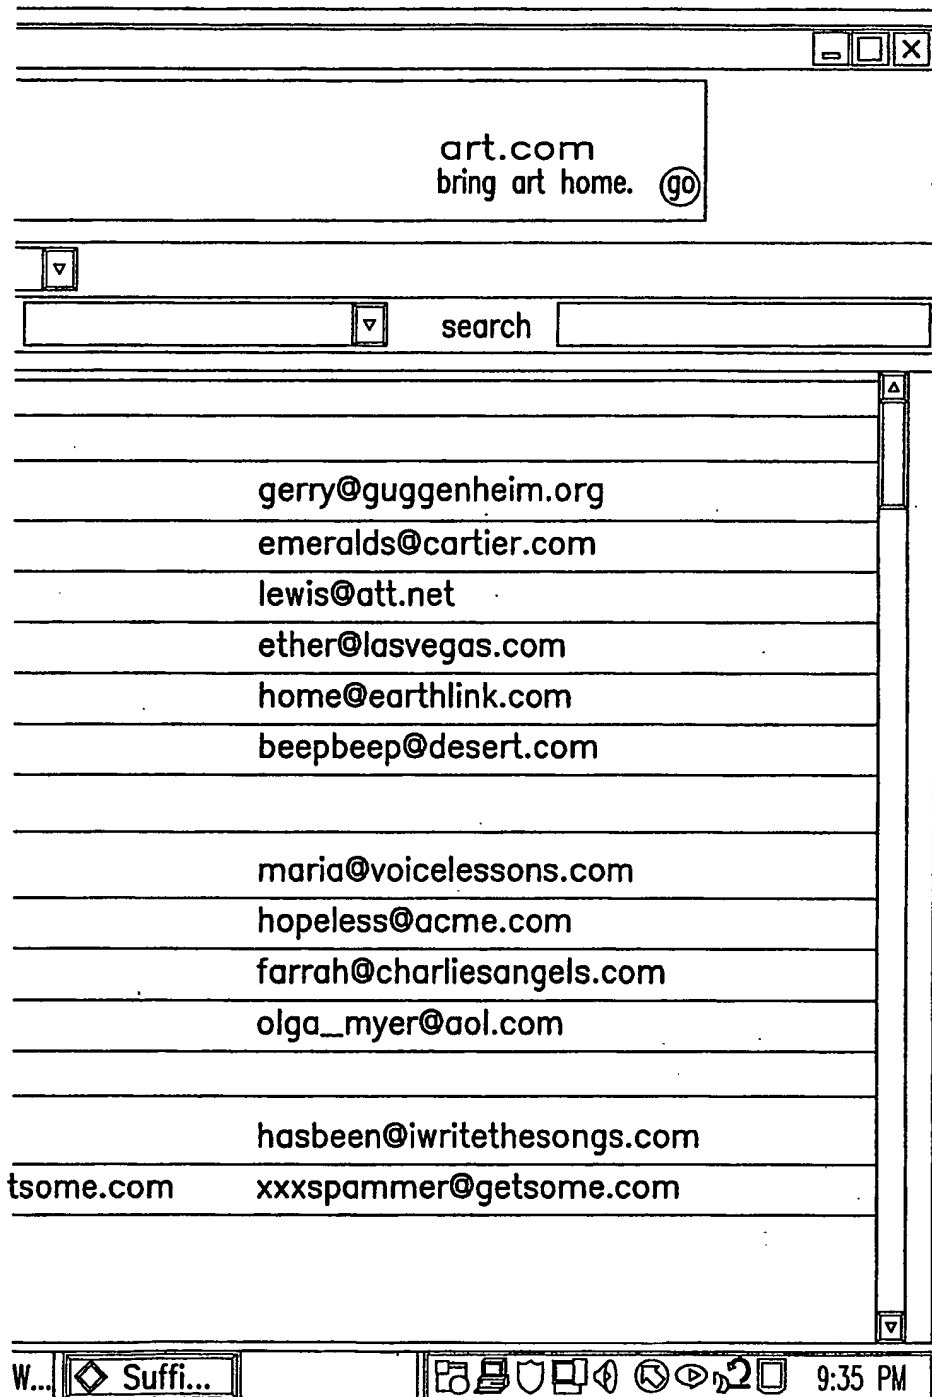 art.com
bring art home. go
search
gerry@guggenheim.org
emeralds@cartier.com
lewis@att.net
ether@lasvegas.com
home@earthlink.com
beepbeep@desert.com
maria@voicelessons.com
hopeless@acme.com
farrah@charliesangels.com
olga_myer@aol.com
hasbeen@iwritethesongs.com
tsome.com xxxspammer@getsome.com
W... Suffi... 9:35 PM